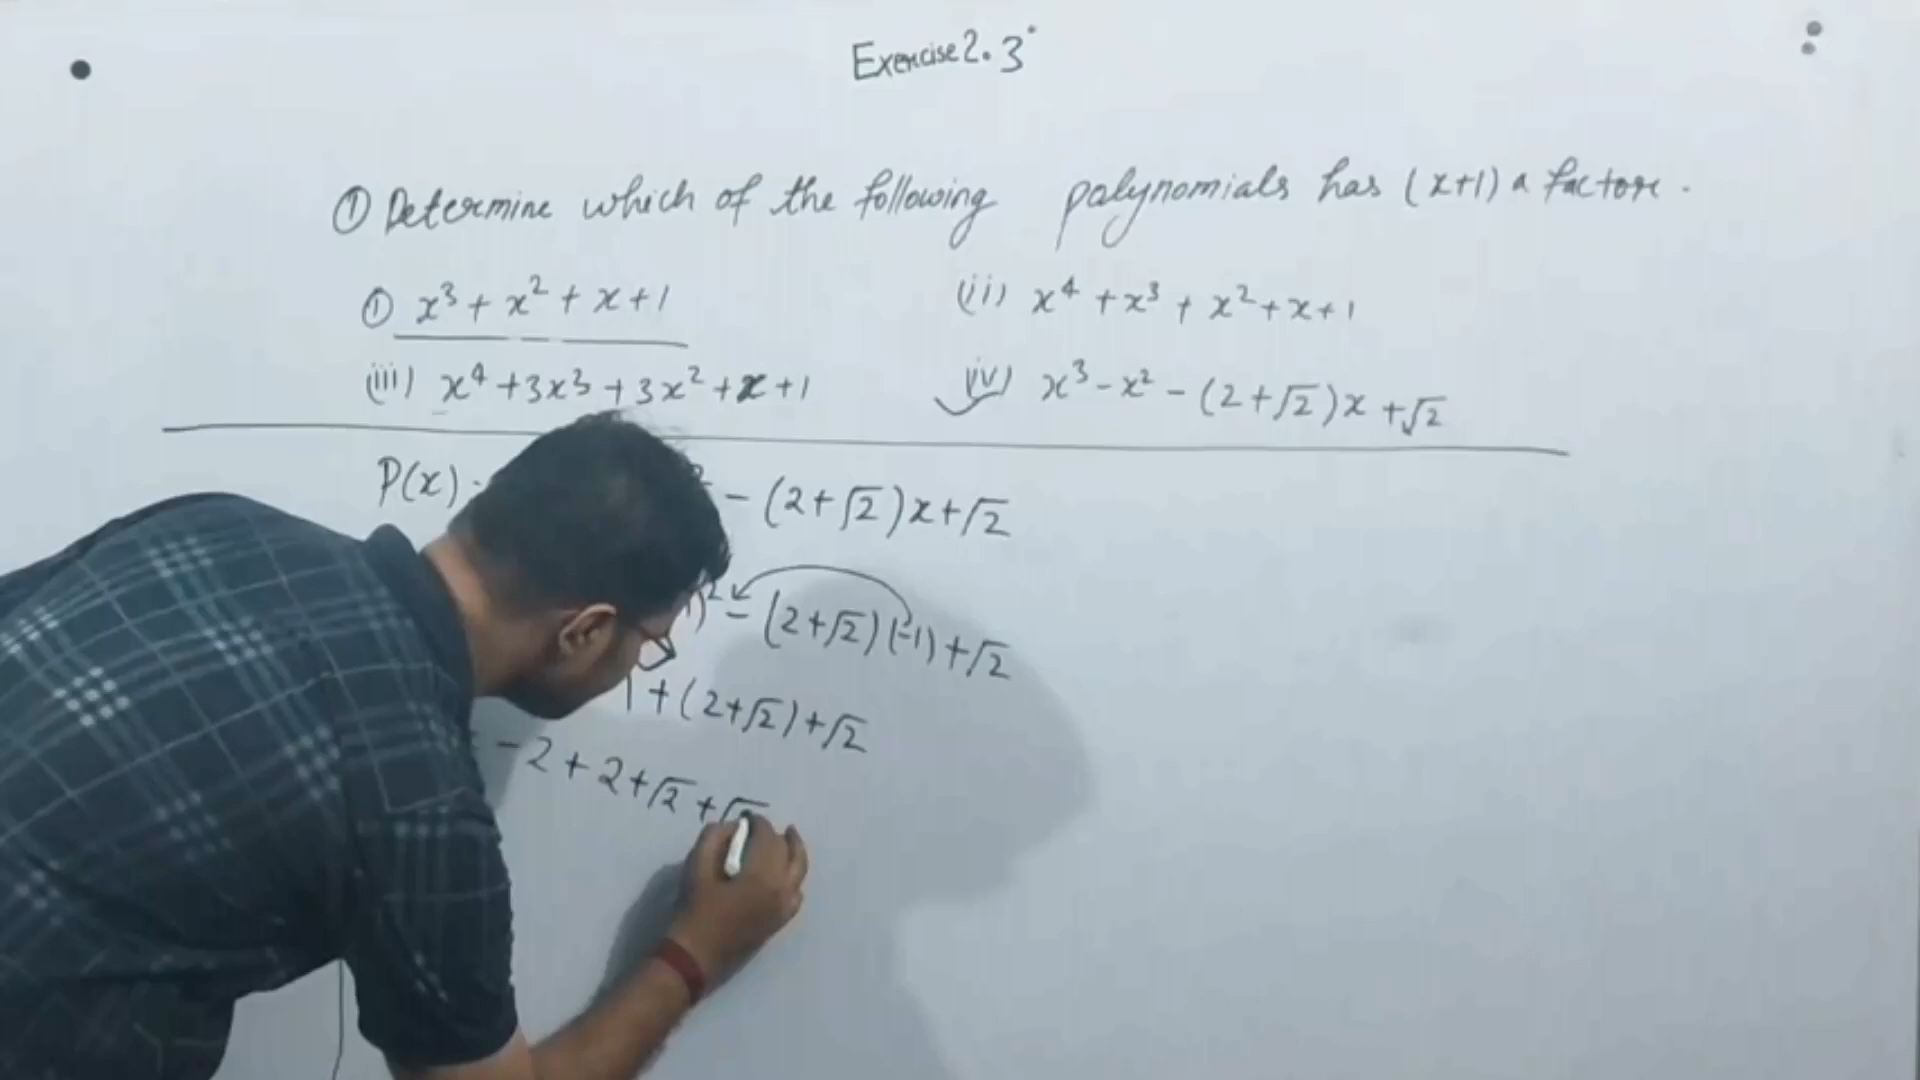 Exercise 2.3
① Determine which of the following polynomials has (x+1) a factor.
① x³ + x² + x + 1
(ii) x⁴ + x³ + x² + x + 1
(iii) x⁴ + 3x³ + 3x² + x + 1
(iv) x³ - x² - (2+√2)x + √2
P(x) - (2+√2)x + √2
)² - (2+√2)(-1) + √2
1 + (2+√2) + √2
- 2 + 2 + √2 + √